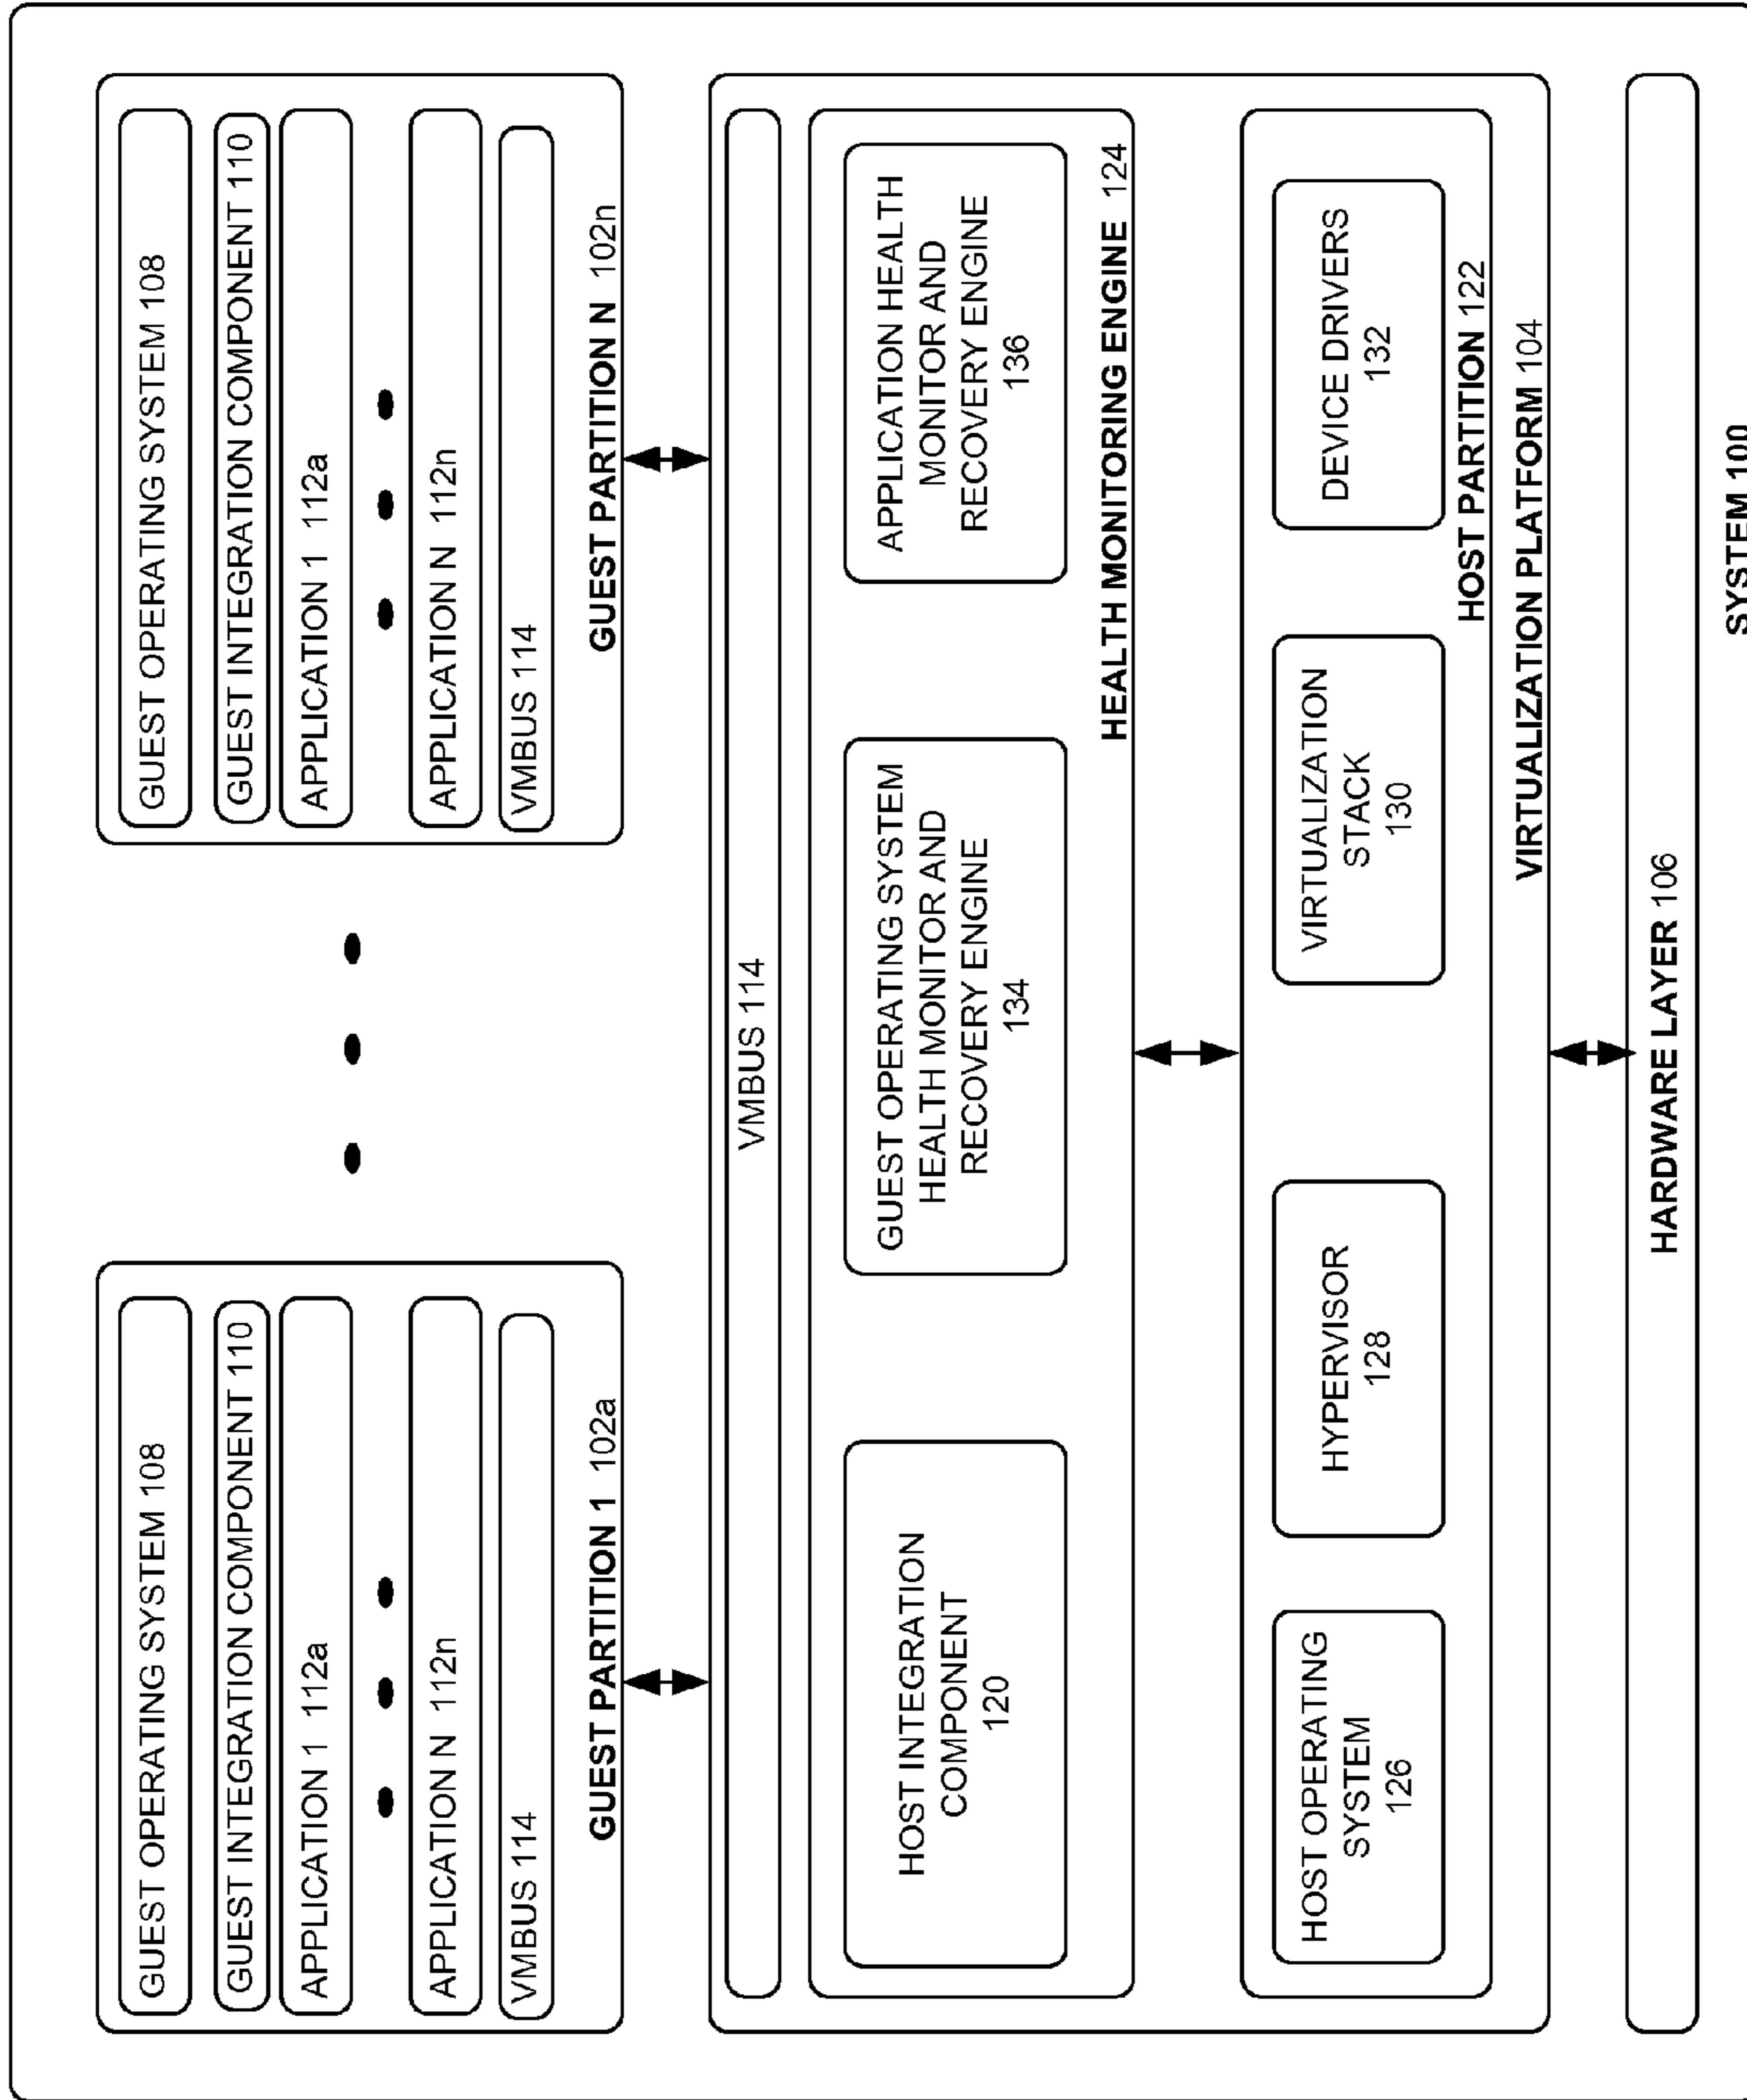 GUEST OPERATING SYSTEM 108
GUEST INTEGRATION COMPONENT 110
APPLICATION 1 112a
APPLICATION N 112n
VMBUS 114
GUEST PARTITION 1 102a
GUEST OPERATING SYSTEM 108
GUEST INTEGRATION COMPONENT 110
APPLICATION 1 112a
APPLICATION N 112n
VMBUS 114
GUEST PARTITION N 102n
VMBUS 114
HOST INTEGRATION
COMPONENT
120
GUEST OPERATING SYSTEM
HEALTH MONITOR AND
RECOVERY ENGINE
134
APPLICATION HEALTH
MONITOR AND
RECOVERY ENGINE
136
HEALTH MONITORING ENGINE 124
HOST OPERATING
SYSTEM
126
HYPERVISOR
128
VIRTUALIZATION
STACK
130
DEVICE DRIVERS
132
HOST PARTITION 122
VIRTUALIZATION PLATFORM 104
HARDWARE LAYER 106
SYSTEM 100